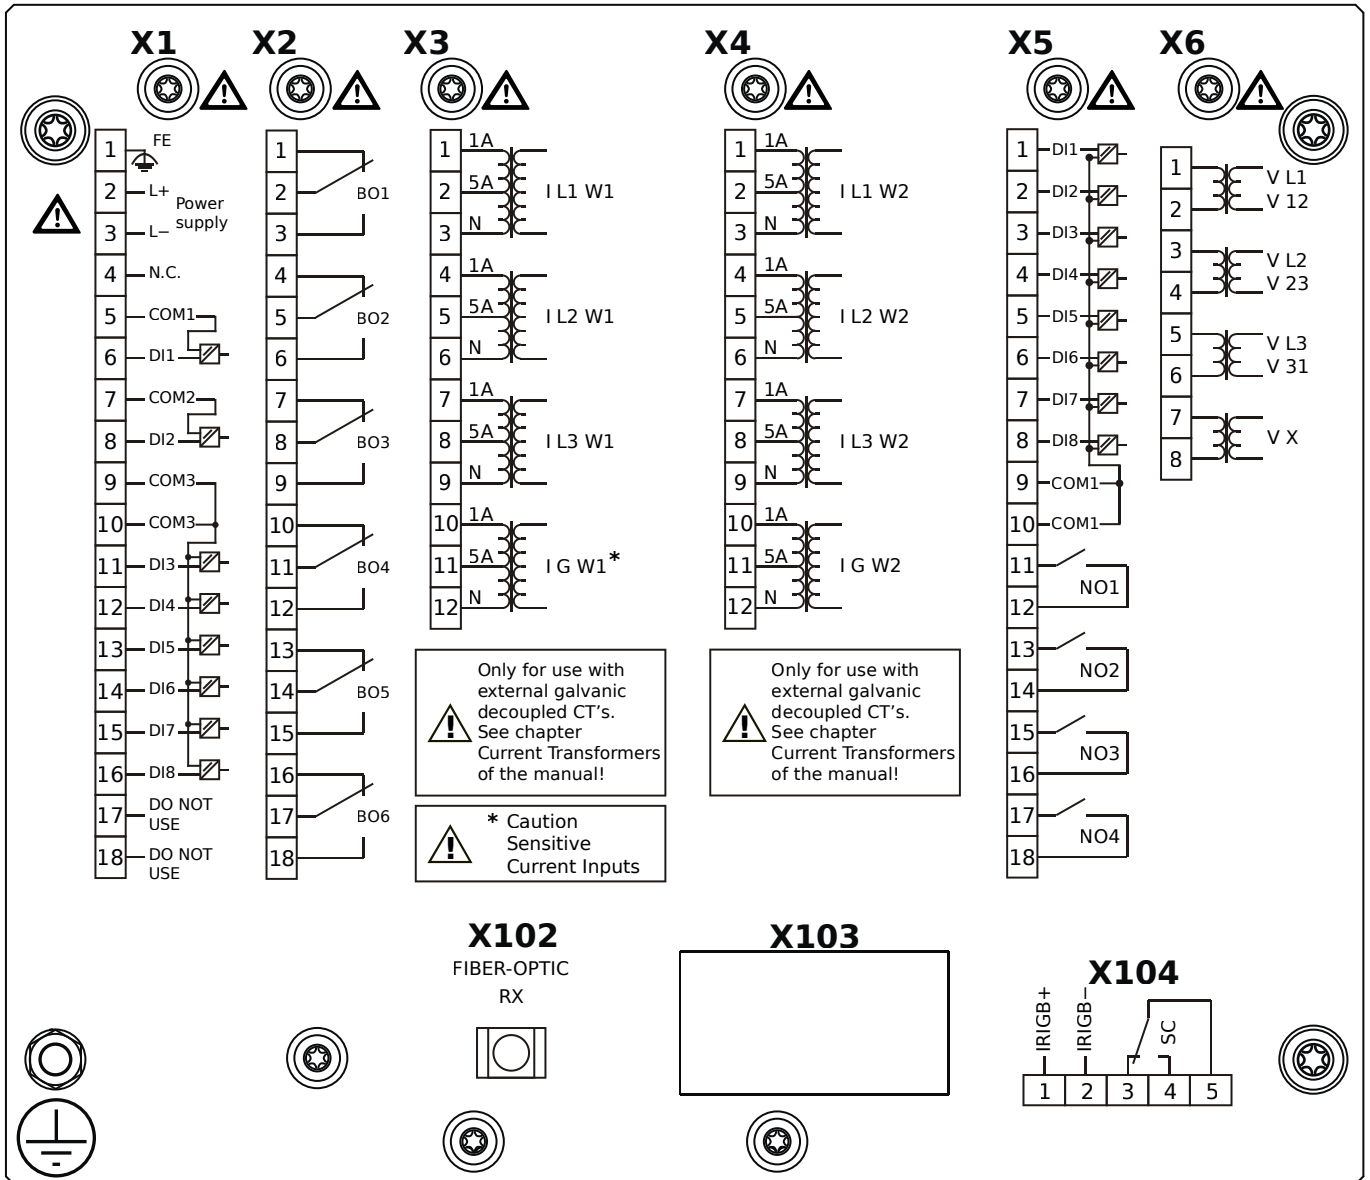 X1
X2
X3
X4
X5
X6
1 FE
2 L+
Power
supply
3 L−
4 N.C.
5 COM1
6 DI1
7 COM2
8 DI2
9 COM3
10 COM3
11 DI3
12 DI4
13 DI5
14 DI6
15 DI7
16 DI8
17 DO NOT
USE
18 DO NOT
USE
1
2 BO1
3
4
5 BO2
6
7
8 BO3
9
10
11 BO4
12
13
14 BO5
15
16
17 BO6
18
1 1A
2 5A I L1 W1
3 N
4 1A
5 5A I L2 W1
6 N
7 1A
8 5A I L3 W1
9 N
10 1A
11 5A I G W1*
12 N
Only for use with
external galvanic
decoupled CT's.
See chapter
Current Transformers
of the manual!
* Caution
Sensitive
Current Inputs
1 1A
2 5A I L1 W2
3 N
4 1A
5 5A I L2 W2
6 N
7 1A
8 5A I L3 W2
9 N
10 1A
11 5A I G W2
12 N
Only for use with
external galvanic
decoupled CT's.
See chapter
Current Transformers
of the manual!
1 DI1
2 DI2
3 DI3
4 DI4
5 DI5
6 DI6
7 DI7
8 DI8
9 COM1
10 COM1
11
NO1
12
13
NO2
14
15
NO3
16
17
NO4
18
1
V L1
V 12
2
3
V L2
V 23
4
5
V L3
V 31
6
7
V X
8
X102
FIBER-OPTIC
RX
X103
X104
IRIGB+
IRIGB−
SC
1 2 3 4 5